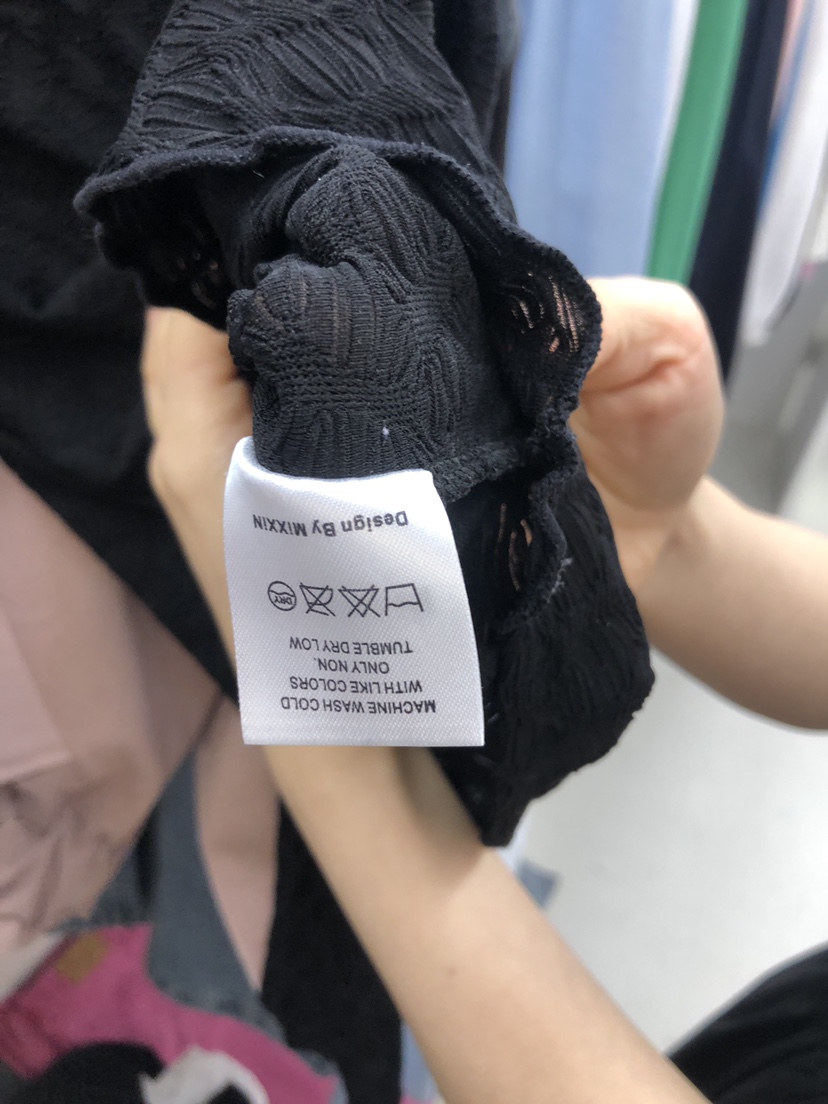 MACHINE WASH COLD
WITH LIKE COLORS
ONLY NON.
TUMBLE DRY LOW
DRY
Design By MIXXIN